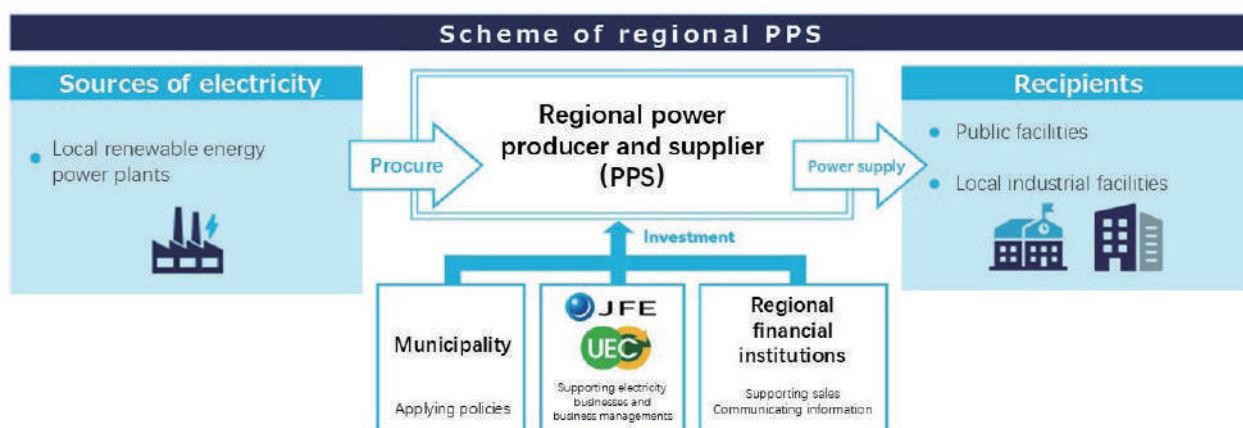 Scheme of regional PPS
Sources of electricity
● Local renewable energy
power plants
Procure
Regional power
producer and supplier
(PPS)
Power supply
Recipients
● Public facilities
● Local industrial facilities
Investment
Municipality
Applying policies
JFE
UEC
Supporting electricity
businesses and
business managements
Regional
financial
institutions
Supporting sales
Communicating information